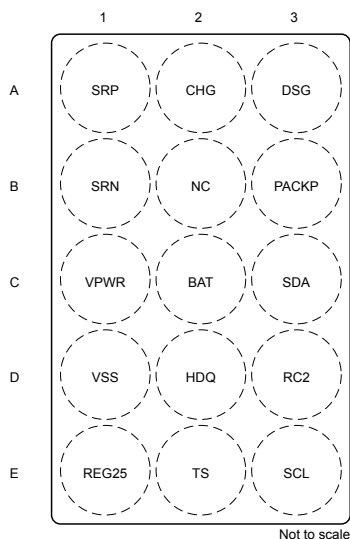 1 2 3
A SRP CHG DSG
B SRN NC PACKP
C VPWR BAT SDA
D VSS HDQ RC2
E REG25 TS SCL
Not to scale